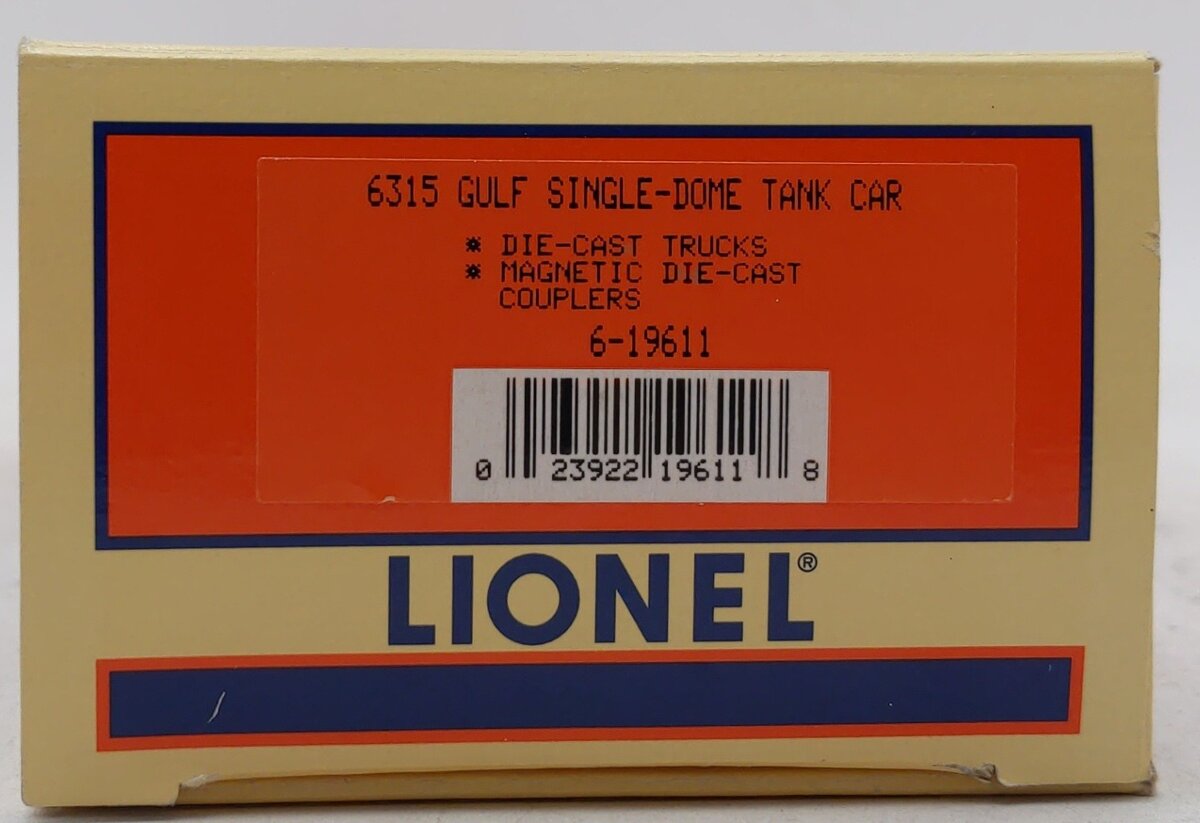 6315 GULF SINGLE-DOME TANK CAR
* DIE-CAST TRUCKS
* MAGNETIC DIE-CAST
COUPLERS
6-19611
0 23922 19611 8
LIONEL®